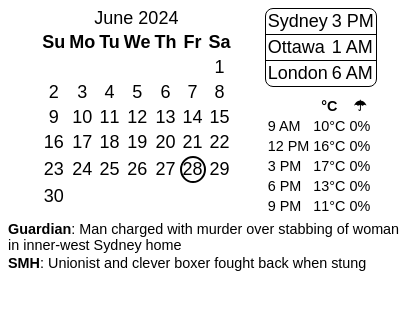 June 2024
Su Mo Tu We Th Fr Sa
1
2 3 4 5 6 7 8
9 10 11 12 13 14 15
16 17 18 19 20 21 22
23 24 25 26 27 28 29
30
Sydney 3 PM
Ottawa 1 AM
London 6 AM
°C ☂
9 AM 10°C 0%
12 PM 16°C 0%
3 PM 17°C 0%
6 PM 13°C 0%
9 PM 11°C 0%
Guardian: Man charged with murder over stabbing of woman
in inner-west Sydney home
SMH: Unionist and clever boxer fought back when stung